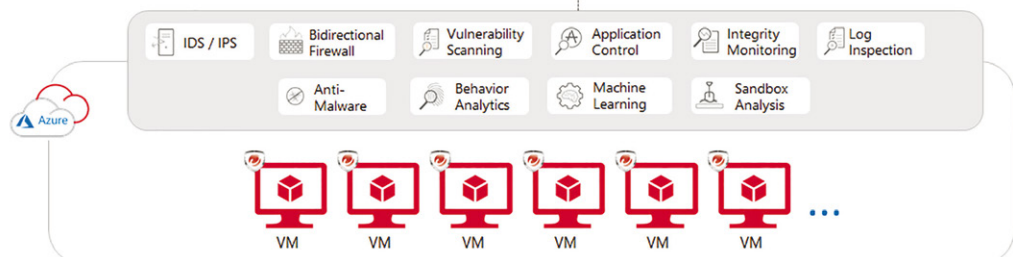 IDS / IPS
Bidirectional
Firewall
Vulnerability
Scanning
Application
Control
Integrity
Monitoring
Log
Inspection
Anti-
Malware
Behavior
Analytics
Machine
Learning
Sandbox
Analysis
Azure
VM
VM
VM
VM
VM
VM
...